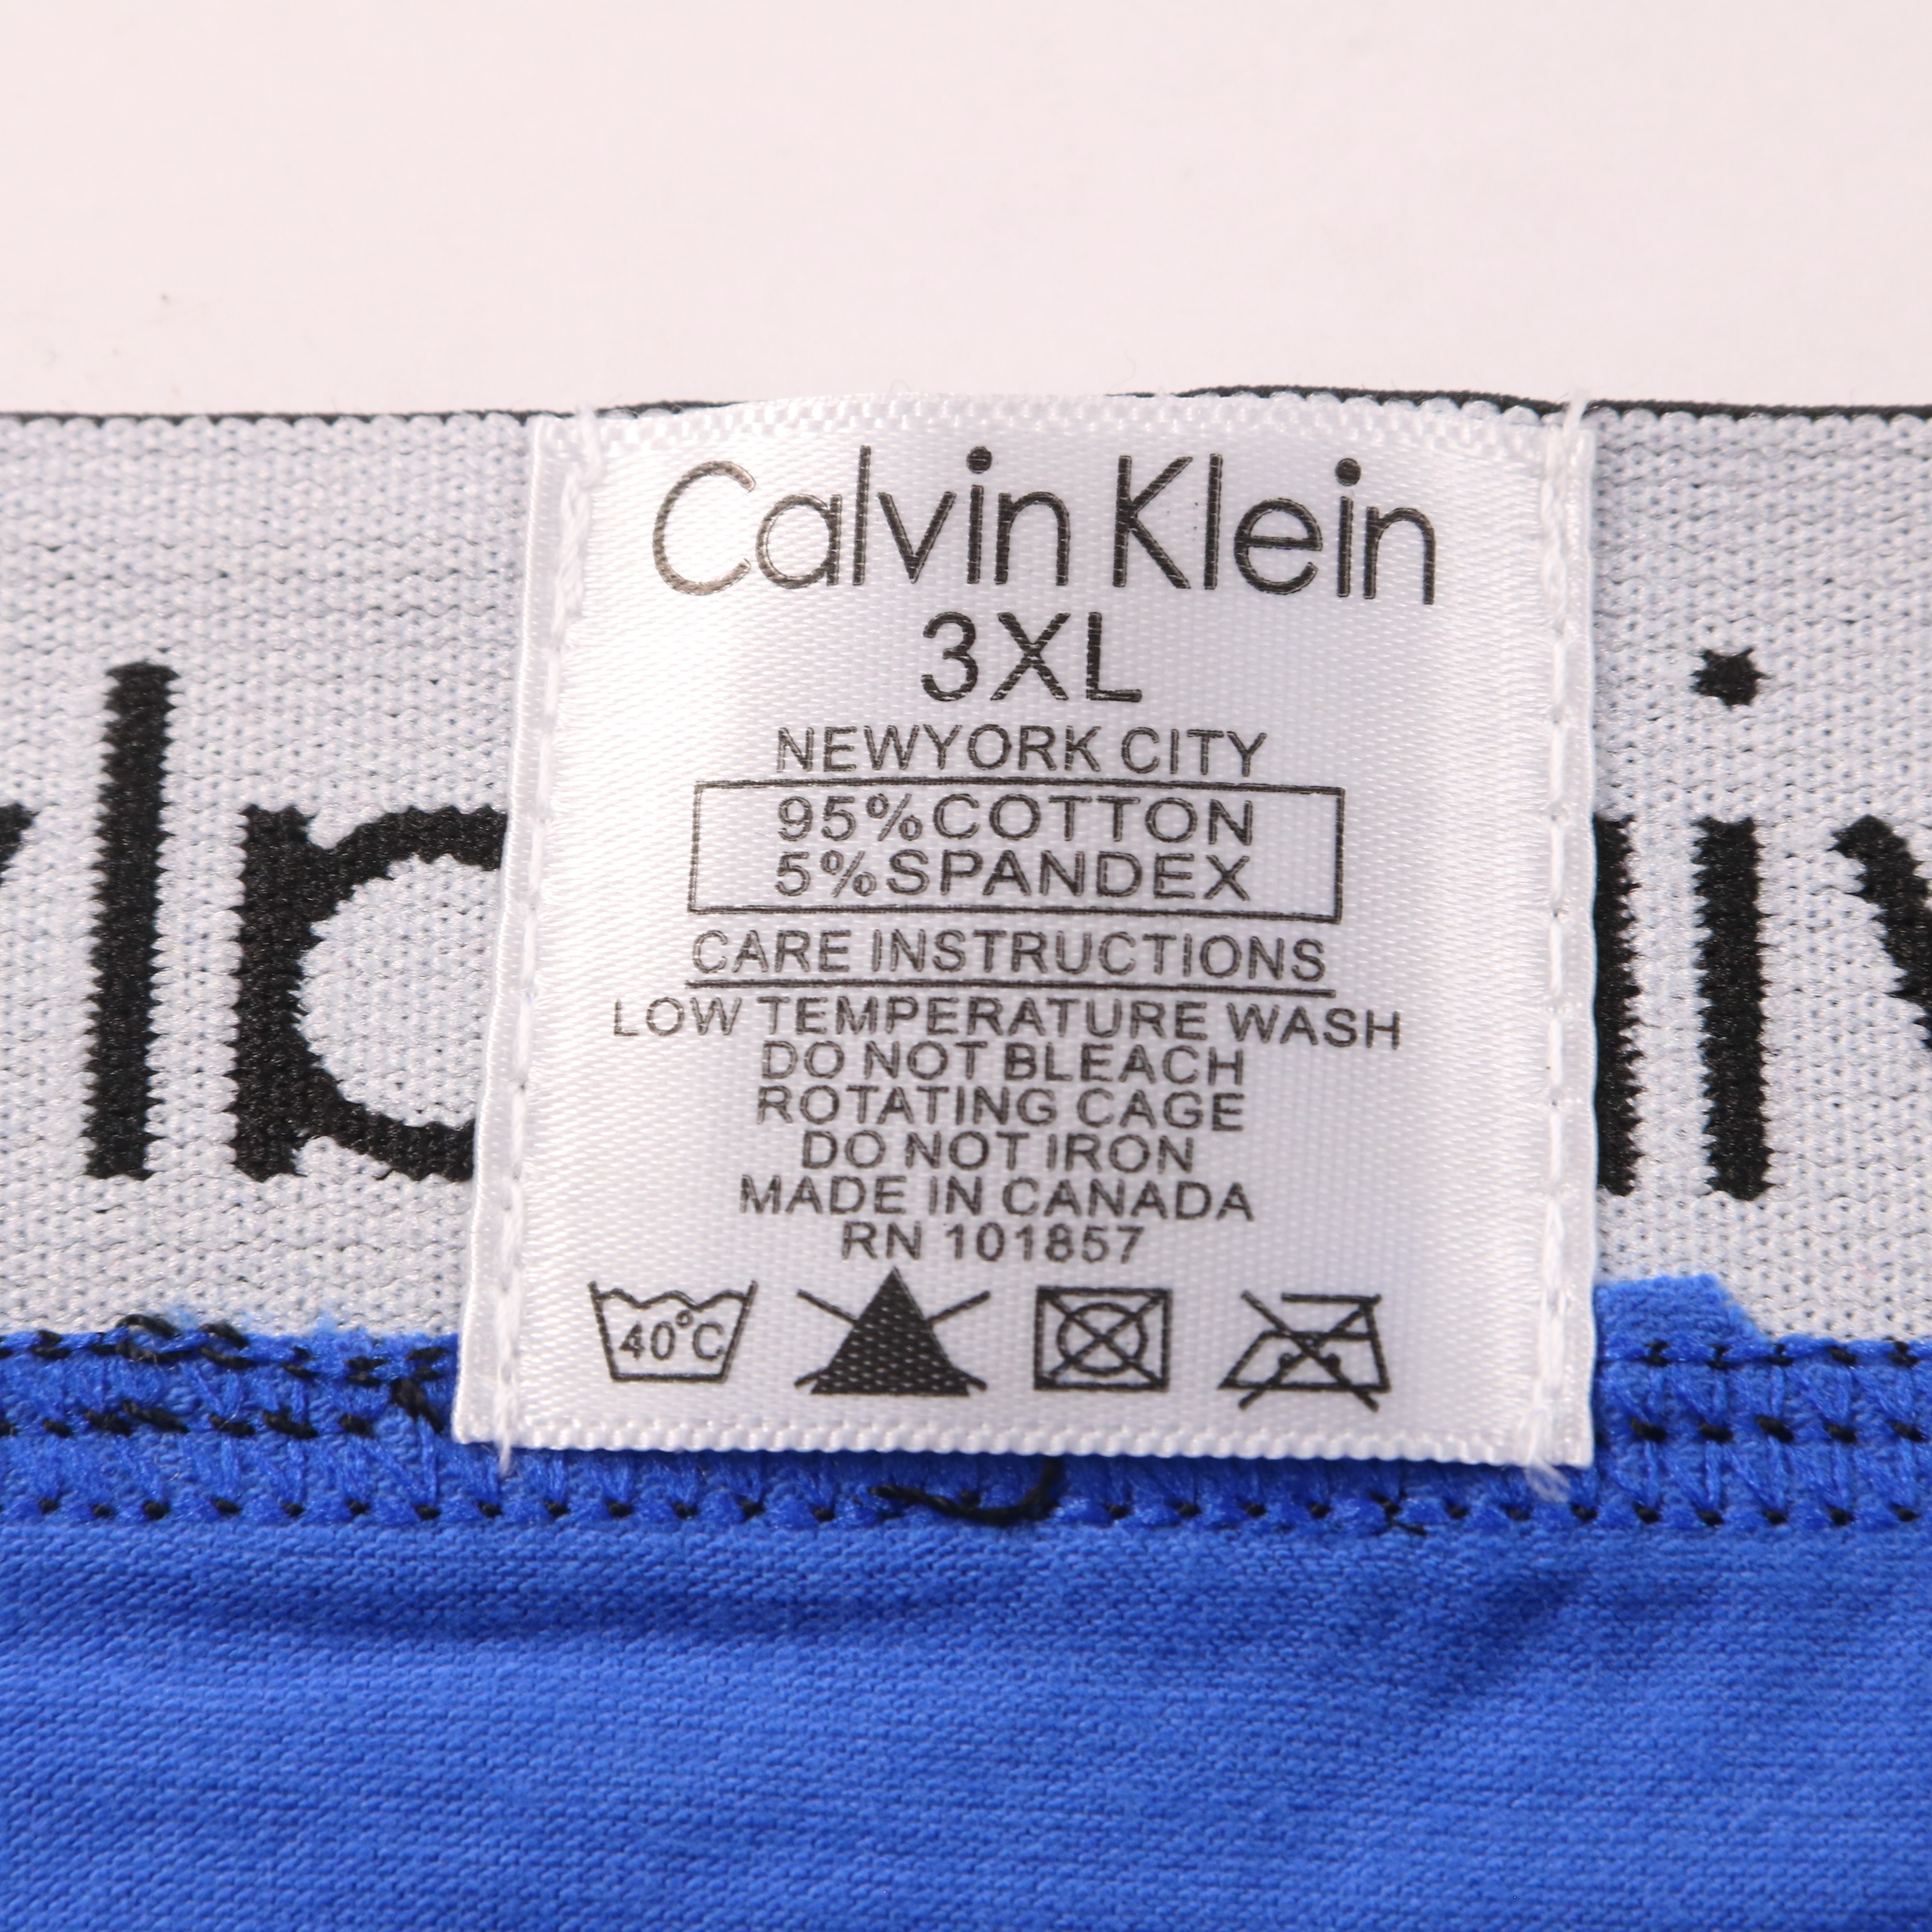 Calvin Klein
3XL
NEWYORK CITY
95%COTTON
5%SPANDEX
CARE INSTRUCTIONS
LOW TEMPERATURE WASH
DO NOT BLEACH
ROTATING CAGE
DO NOT IRON
MADE IN CANADA
RN 101857
40°C